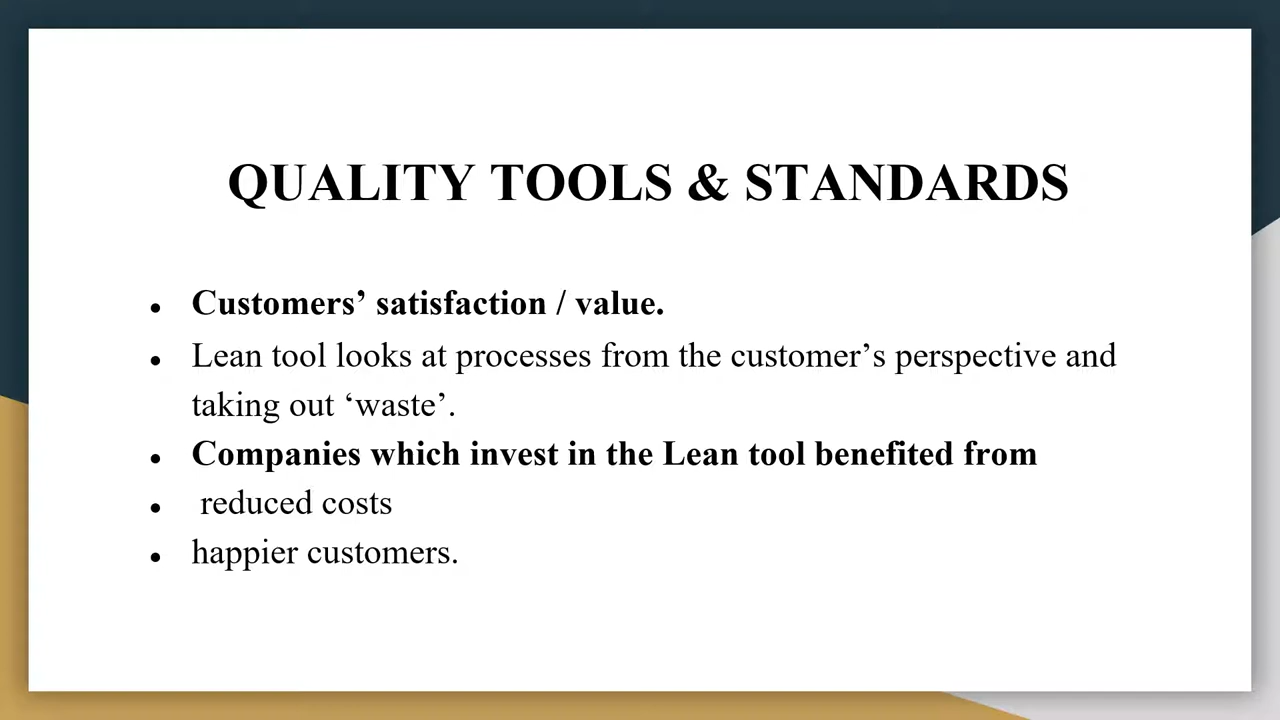 QUALITY TOOLS & STANDARDS
● Customers’ satisfaction / value.
● Lean tool looks at processes from the customer’s perspective and
taking out ‘waste’.
● Companies which invest in the Lean tool benefited from
● reduced costs
● happier customers.